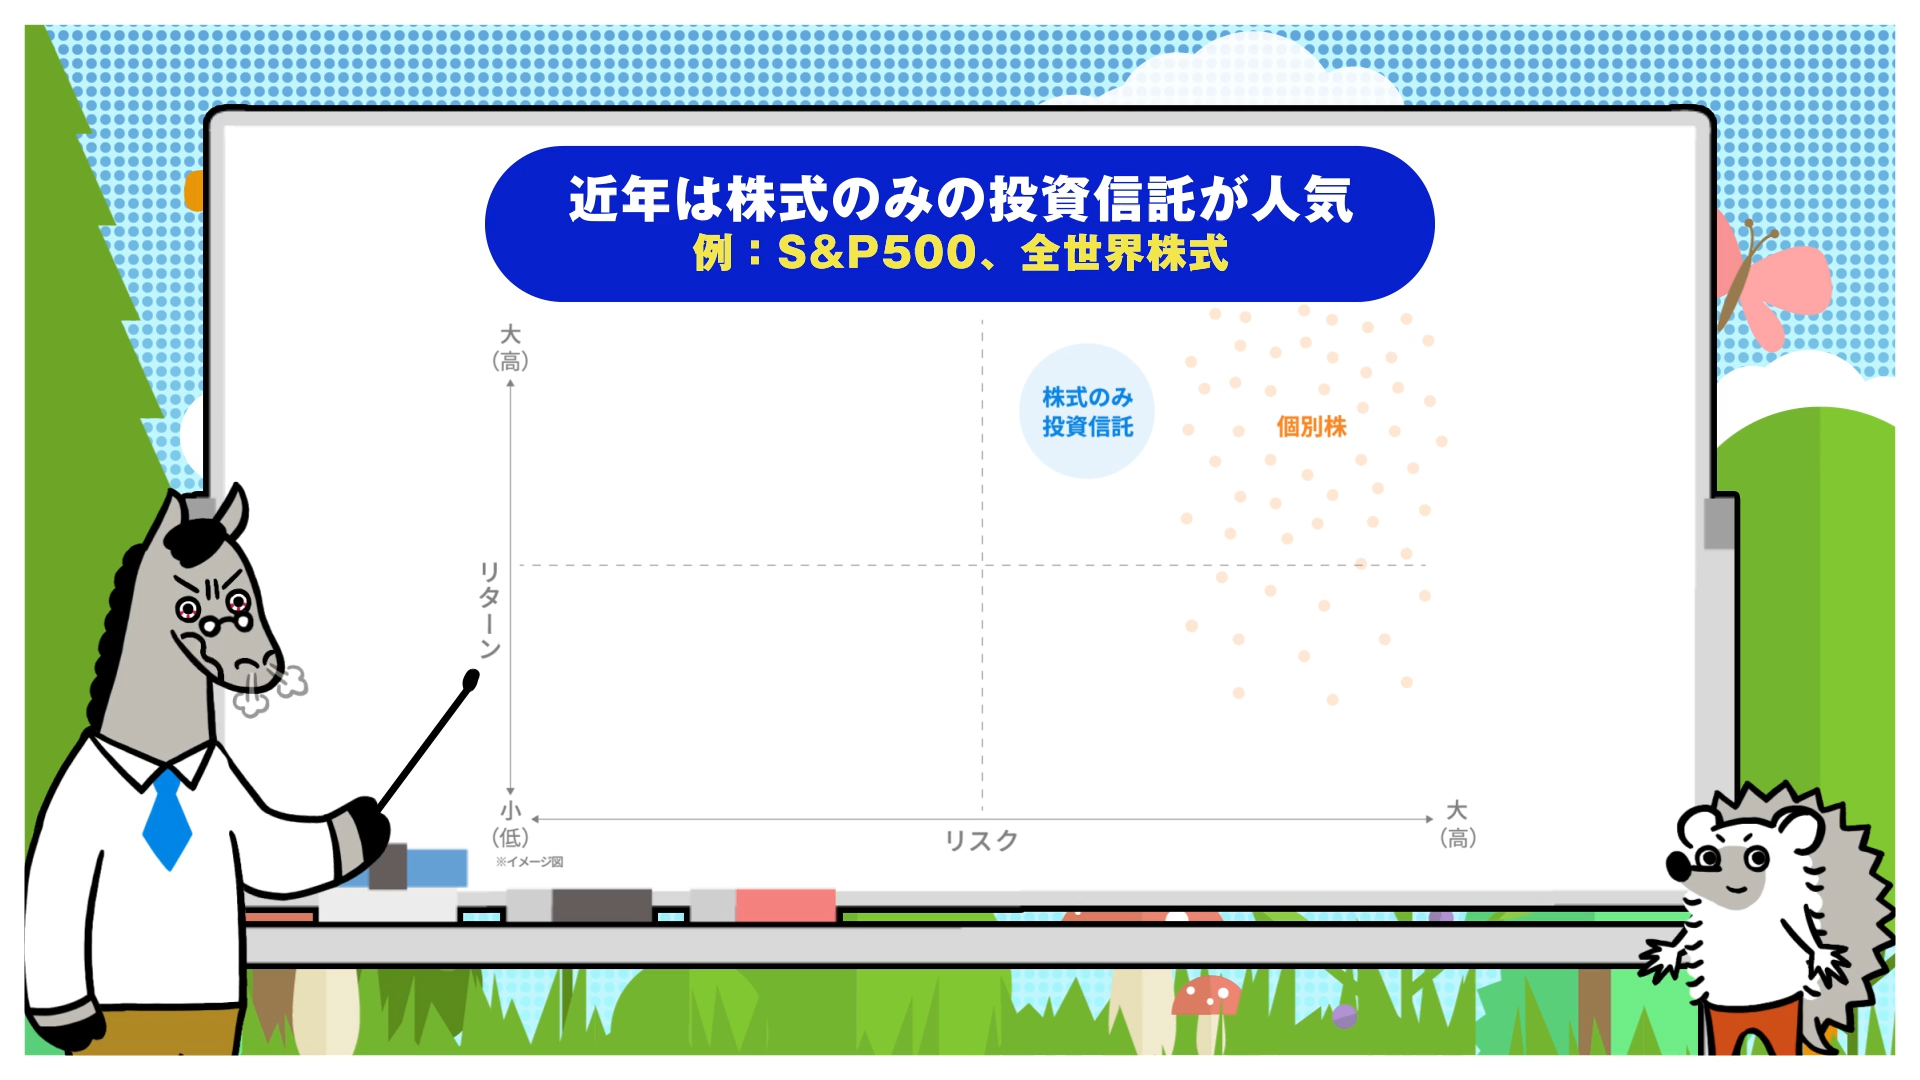 近年は株式のみの投資信託が人気
例：S&P500、全世界株式
大
（高）
株式のみ
投資信託
個別株
リターン
小
（低）
※イメージ図
リスク
大
（高）